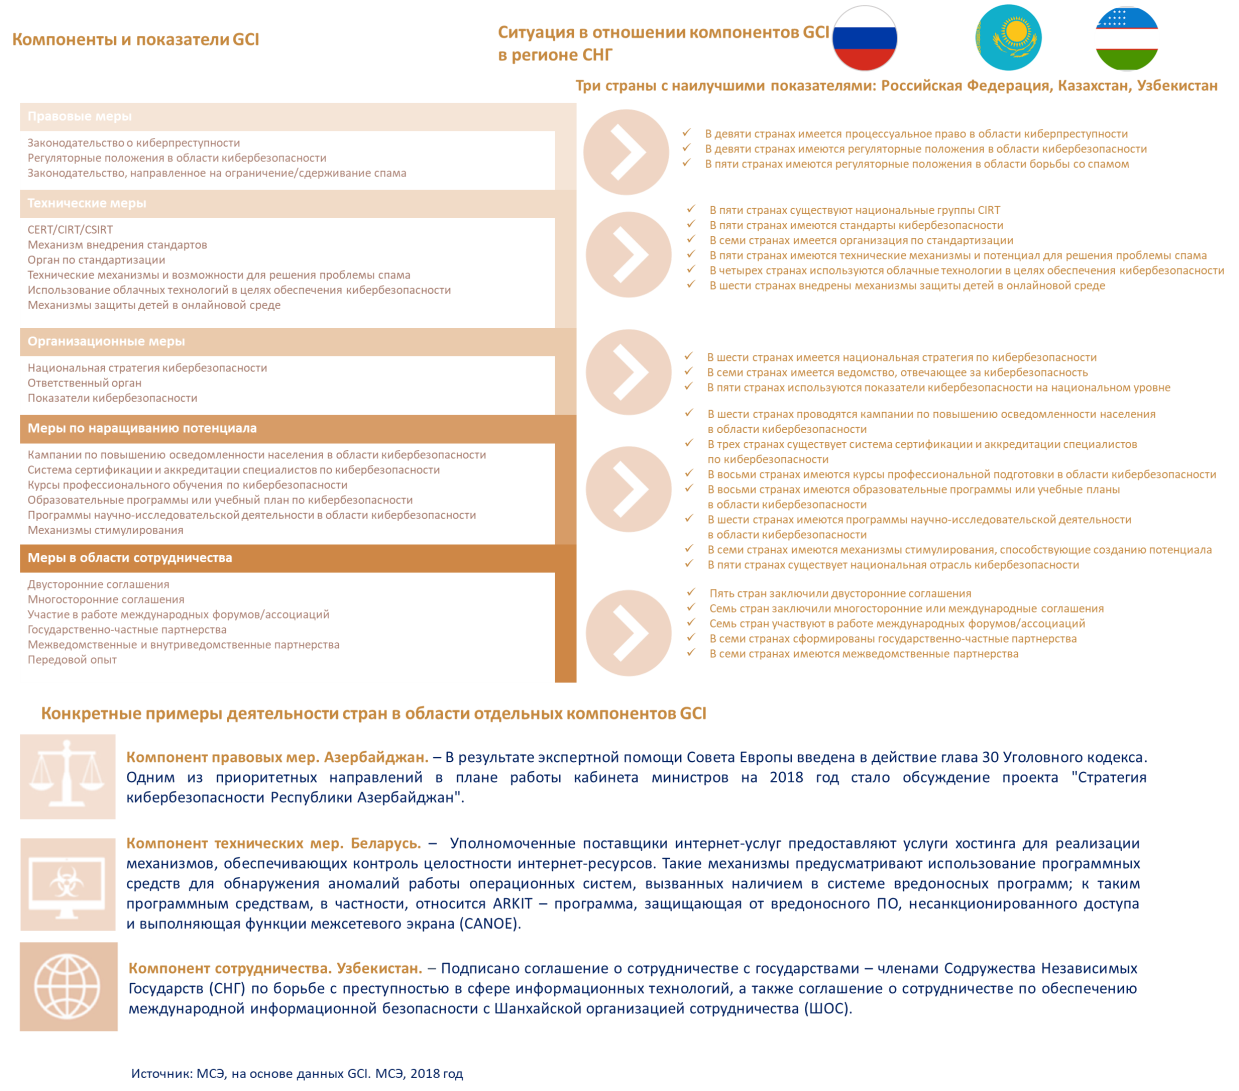 Компоненты и показатели GCI
Ситуация в отношении компонентов GCI
в регионе СНГ
Три страны с наилучшими показателями: Российская Федерация, Казахстан, Узбекистан
Правовые меры
Законодательство о киберпреступности
Регуляторные положения в области кибербезопасности
Законодательство, направленное на ограничение/сдерживание спама
✓ В девяти странах имеется процессуальное право в области киберпреступности
✓ В девяти странах имеются регуляторные положения в области кибербезопасности
✓ В пяти странах имеются регуляторные положения в области борьбы со спамом
Технические меры
CERT/CIRT/CSIRT
Механизм внедрения стандартов
Орган по стандартизации
Технические механизмы и возможности для решения проблемы спама
Использование облачных технологий в целях обеспечения кибербезопасности
Механизмы защиты детей в онлайновой среде
✓ В пяти странах существуют национальные группы CIRT
✓ В пяти странах имеются стандарты кибербезопасности
✓ В семи странах имеется организация по стандартизации
✓ В пяти странах имеются технические механизмы и потенциал для решения проблемы спама
✓ В четырех странах используются облачные технологии в целях обеспечения кибербезопасности
✓ В шести странах внедрены механизмы защиты детей в онлайновой среде
Организационные меры
Национальная стратегия кибербезопасности
Ответственный орган
Показатели кибербезопасности
✓ В шести странах имеется национальная стратегия по кибербезопасности
✓ В семи странах имеется ведомство, отвечающее за кибербезопасность
✓ В пяти странах используются показатели кибербезопасности на национальном уровне
Меры по наращиванию потенциала
Кампании по повышению осведомленности населения в области кибербезопасности
Система сертификации и аккредитации специалистов по кибербезопасности
Курсы профессионального обучения по кибербезопасности
Образовательные программы или учебный план по кибербезопасности
Программы научно-исследовательской деятельности в области кибербезопасности
Механизмы стимулирования
✓ В шести странах проводятся кампании по повышению осведомленности населения
в области кибербезопасности
✓ В трех странах существует система сертификации и аккредитации специалистов
по кибербезопасности
✓ В восьми странах имеются курсы профессиональной подготовки в области кибербезопасности
✓ В восьми странах имеются образовательные программы или учебные планы
в области кибербезопасности
✓ В шести странах имеются программы научно-исследовательской деятельности
в области кибербезопасности
✓ В семи странах имеются механизмы стимулирования, способствующие созданию потенциала
✓ В пяти странах существует национальная отрасль кибербезопасности
Меры в области сотрудничества
Двусторонние соглашения
Многосторонние соглашения
Участие в работе международных форумов/ассоциаций
Государственно-частные партнерства
Межведомственные и внутриведомственные партнерства
Передовой опыт
✓ Пять стран заключили двусторонние соглашения
✓ Семь стран заключили многосторонние или международные соглашения
✓ Семь стран участвуют в работе международных форумов/ассоциаций
✓ В семи странах сформированы государственно-частные партнерства
✓ В семи странах имеются межведомственные партнерства
Конкретные примеры деятельности стран в области отдельных компонентов GCI
Компонент правовых мер. Азербайджан. – В результате экспертной помощи Совета Европы введена в действие глава 30 Уголовного кодекса.
Одним из приоритетных направлений в плане работы кабинета министров на 2018 год стало обсуждение проекта "Стратегия
кибербезопасности Республики Азербайджан".
Компонент технических мер. Беларусь. – Уполномоченные поставщики интернет-услуг предоставляют услуги хостинга для реализации
механизмов, обеспечивающих контроль целостности интернет-ресурсов. Такие механизмы предусматривают использование программных
средств для обнаружения аномалий работы операционных систем, вызванных наличием в системе вредоносных программ; к таким
программным средствам, в частности, относится ARKIT – программа, защищающая от вредоносного ПО, несанкционированного доступа
и выполняющая функции межсетевого экрана (CANOE).
Компонент сотрудничества. Узбекистан. – Подписано соглашение о сотрудничестве с государствами – членами Содружества Независимых
Государств (СНГ) по борьбе с преступностью в сфере информационных технологий, а также соглашение о сотрудничестве по обеспечению
международной информационной безопасности с Шанхайской организацией сотрудничества (ШОС).
Источник: МСЭ, на основе данных GCI. МСЭ, 2018 год